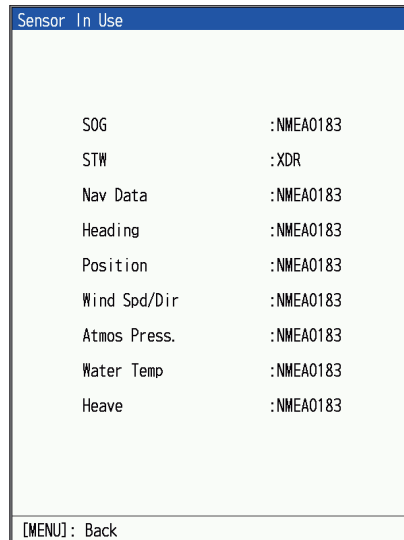 Sensor In Use
SOG :NMEA0183
STW :XDR
Nav Data :NMEA0183
Heading :NMEA0183
Position :NMEA0183
Wind Spd/Dir :NMEA0183
Atmos Press. :NMEA0183
Water Temp :NMEA0183
Heave :NMEA0183
[MENU]: Back